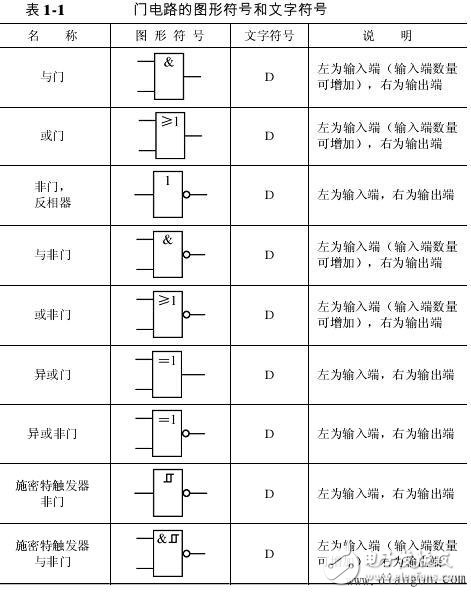 表 1-1 门电路的图形符号和文字符号
名 称 图 形 符 号 文字符号 说 明
与门 & D 左为输入端（输入端数量
可增加），右为输出端
或门 ≥1 D 左为输入端（输入端数量
可增加），右为输出端
非门，
反相器 1 D 左为输入端，右为输出端
与非门 & D 左为输入端（输入端数量
可增加），右为输出端
或非门 ≥1 D 左为输入端（输入端数量
可增加），右为输出端
异或门 =1 D 左为输入端，右为输出端
异或非门 =1 D 左为输入端，右为输出端
施密特触发器
非门 D 左为输入端，右为输出端
施密特触发器
与非门 & D 左为输入端（输入端数量
可增加），右为输出端